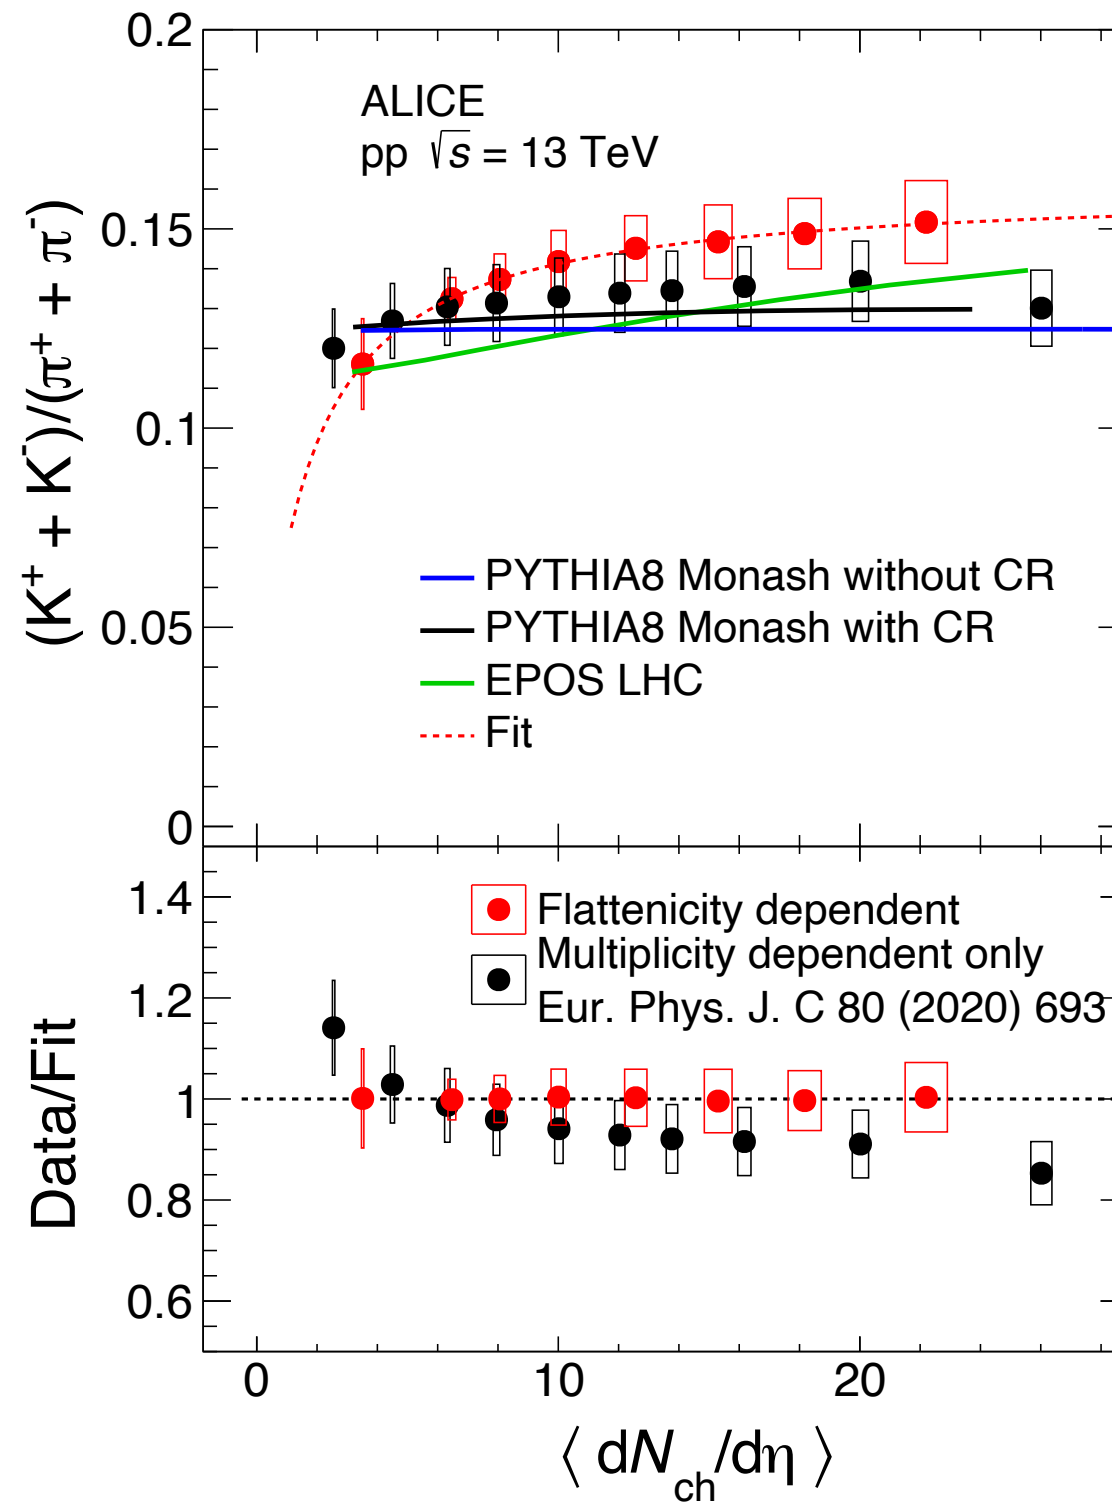 0.2
ALICE
pp √s = 13 TeV
0.15
0.1
0.05
0
(K⁺ + K⁻)/(π⁺ + π⁻)
PYTHIA8 Monash without CR
PYTHIA8 Monash with CR
EPOS LHC
Fit
1.4
1.2
1
0.8
0.6
Data/Fit
Flattenicity dependent
Multiplicity dependent only
Eur. Phys. J. C 80 (2020) 693
0 10 20
⟨ dN_ch/dη ⟩